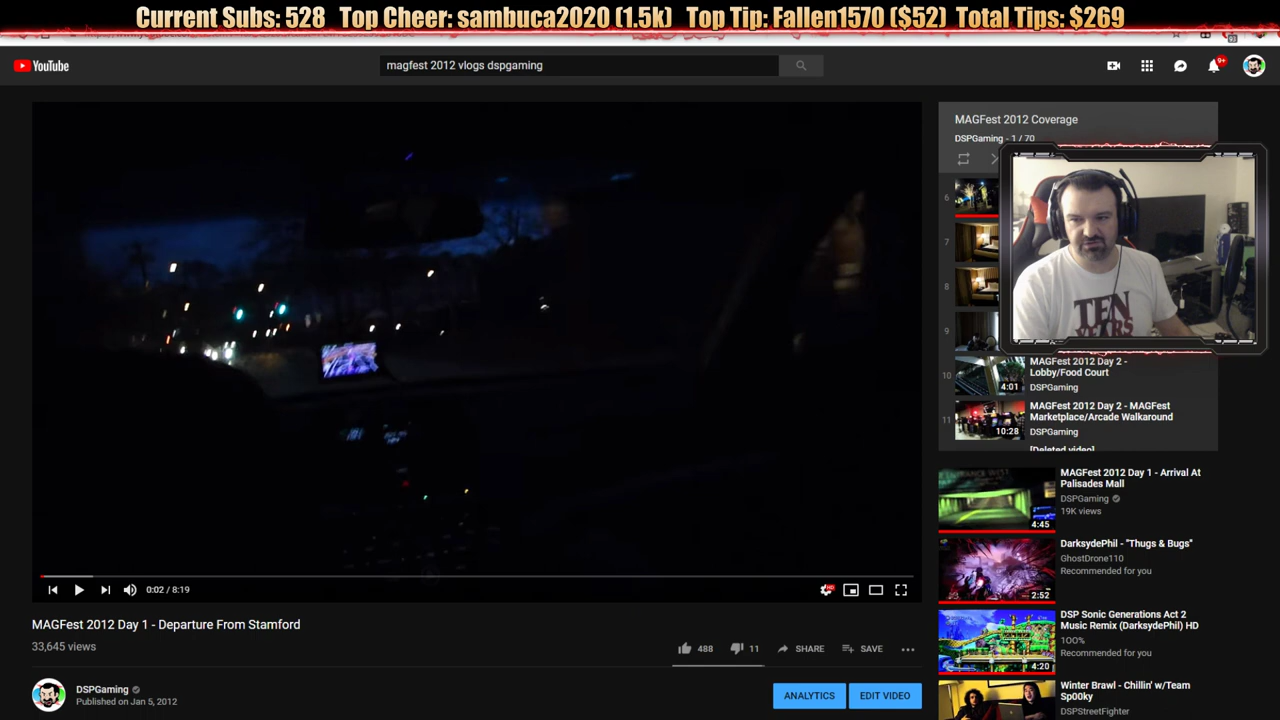 Current Subs: 528 Top Cheer: sambuca2020 (1.5k) Top Tip: Fallen1570 ($52) Total Tips: $269
YouTube
magfest 2012 vlogs dspgaming
9+
MAGFest 2012 Coverage
DSPGaming - 1 / 70
6
7
8
9
TEN
YEARS
10
MAGFest 2012 Day 2 -
Lobby/Food Court
DSPGaming
4:01
11
MAGFest 2012 Day 2 - MAGFest
Marketplace/Arcade Walkaround
DSPGaming
10:28
[Deleted video]
0:02 / 8:19
HD
MAGFest 2012 Day 1 - Departure From Stamford
33,645 views
488
11
SHARE
SAVE
DSPGaming
Published on Jan 5, 2012
ANALYTICS
EDIT VIDEO
MAGFest 2012 Day 1 - Arrival At
Palisades Mall
DSPGaming
19K views
4:45
DarksydePhil - "Thugs & Bugs"
GhostDrone110
Recommended for you
2:52
DSP Sonic Generations Act 2
Music Remix (DarksydePhil) HD
100%
Recommended for you
4:20
Winter Brawl - Chillin' w/Team
Sp00ky
DSPStreetFighter